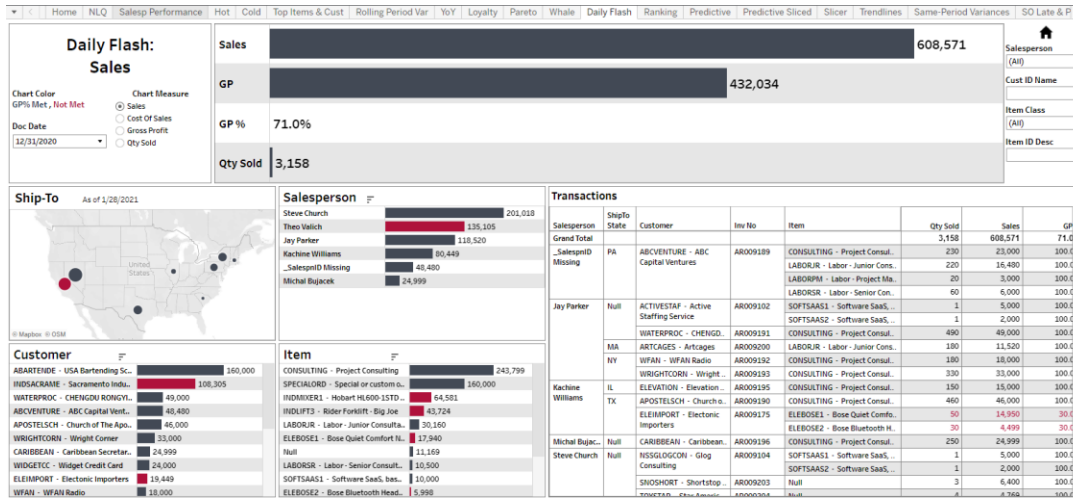 Home NLQ Salesp Performance Hot Cold Top Items & Cust Rolling Period Var YoY Loyalty Pareto Whale Daily Flash Ranking Predictive Predictive Sliced Slicer Trendlines Same-Period Variances SO Late & P
Daily Flash:
Sales
Chart Color
GP% Met, Not Met
Doc Date
12/31/2020
Chart Measure
Sales
Cost Of Sales
Gross Profit
Qty Sold
Sales 608,571
GP 432,034
GP % 71.0%
Qty Sold 3,158
Salesperson
(All)
Cust ID Name
Item Class
(All)
Item ID Desc
Ship-To As of 1/28/2021
United
States
© Mapbox © OSM
Salesperson
Steve Church 201,018
Theo Valich 135,105
Jay Parker 118,520
Kachine Williams 80,449
_SalespnID Missing 48,480
Michal Bujacek 24,999
Customer
ABARTENDE - USA Bartending Sc.. 160,000
INDSACRAME - Sacramento Indu.. 108,305
WATERPROC - CHENGDU RONGYI.. 49,000
ABCVENTURE - ABC Capital Vent.. 48,480
APOSTELSCH - Church of The Apo.. 46,000
WRIGHTCORN - Wright Corner 33,000
CARIBBEAN - Caribbean Secretar.. 24,999
WIDGETCC - Widget Credit Card 24,000
ELEIMPORT - Electonic Importers 19,449
WFAN - WFAN Radio 18,000
Item
CONSULTING - Project Consulting 243,799
SPECIALORD - Special or custom o.. 160,000
INDMIXER1 - Hobart HL600-1STD.. 64,581
INDLIFT3 - Rider Forklift - Big Joe 43,724
LABORJR - Labor - Junior Consulta.. 30,160
ELEBOSE1 - Bose Quiet Comfort N.. 17,940
Null 11,169
LABORSR - Labor - Senior Consult.. 10,500
SOFTSAAS1 - Software SaaS, bas.. 10,000
ELEBOSE2 - Bose Bluetooth Head.. 5,998
Transactions
Salesperson ShipTo State Customer Inv No Item Qty Sold Sales GP
Grand Total 3,158 608,571 71.0
_SalespnID Missing PA ABCVENTURE - ABC Capital Ventures AR009189 CONSULTING - Project Consul.. 230 23,000 100.0
LABORJR - Labor - Junior Cons.. 220 16,480 100.0
LABORPM - Labor - Project Ma.. 20 3,000 100.0
LABORSR - Labor - Senior Con.. 60 6,000 100.0
Jay Parker Null ACTIVESTAF - Active Staffing Service AR009102 SOFTSAAS1 - Software SaaS, .. 1 5,000 100.0
SOFTSAAS2 - Software SaaS, .. 1 2,000 100.0
WATERPROC - CHENGD.. AR009191 CONSULTING - Project Consul.. 490 49,000 100.0
MA ARTCAGES - Artcages AR009200 LABORJR - Labor - Junior Cons.. 180 11,520 100.0
NY WFAN - WFAN Radio AR009192 CONSULTING - Project Consul.. 180 18,000 100.0
WRIGHTCORN - Wright .. AR009193 CONSULTING - Project Consul.. 330 33,000 100.0
Kachine Williams IL ELEVATION - Elevation .. AR009195 CONSULTING - Project Consul.. 150 15,000 100.0
TX APOSTELSCH - Church o.. AR009190 CONSULTING - Project Consul.. 460 46,000 100.0
ELEIMPORT - Electonic Importers AR009175 ELEBOSE1 - Bose Quiet Comfo.. 50 14,950 30.0
ELEBOSE2 - Bose Bluetooth H.. 30 4,499 30.0
Michal Bujac.. Null CARIBBEAN - Caribbean.. AR009196 CONSULTING - Project Consul.. 250 24,999 100.0
Steve Church Null NSSGLOGCON - Glog Consulting AR009104 SOFTSAAS1 - Software SaaS, .. 1 5,000 100.0
SOFTSAAS2 - Software SaaS, .. 1 2,000 100.0
SNOSHORT - Shortstop .. AR009203 Null 3 6,400 100.0